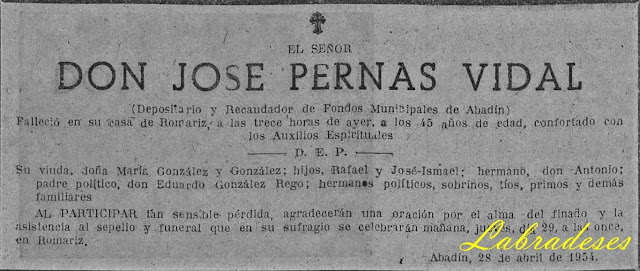 EL SEÑOR
DON JOSE PERNAS VIDAL
(Depositario y Recaudador de Fondos Municipales de Abadín)
Falleció en su casa de Romariz, a las trece horas de ayer, a los 45 años de edad, confortado con
los Auxilios Espirituales
D. E. P.
Su viuda, doña María González y González; hijos, Rafael y José-Ismael; hermano, don Antonio;
padre político, don Eduardo González Rego; hermanos políticos, sobrinos, tíos, primos y demás
familiares
AL PARTICIPAR tan sensible pérdida, agradecerán una oración por el alma del finado y la
asistencia al sepelio y funeral que en su sufragio se celebrarán mañana, jueves, día 29, a las once,
en Romariz.
Labradeses
Abadín, 28 de abril de 1954.